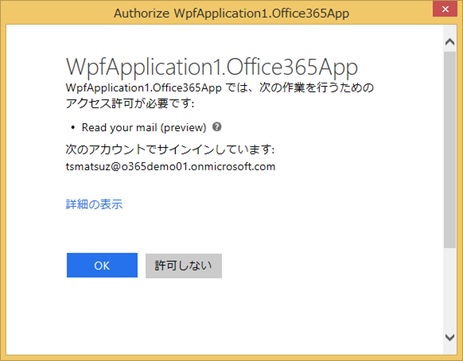 Authorize WpfApplication1.Office365App
WpfApplication1.Office365App
WpfApplication1.Office365App では、次の作業を行うための
アクセス許可が必要です:
• Read your mail (preview) ?
次のアカウントでサインインしています:
tsmatsuz@o365demo01.onmicrosoft.com
詳細の表示
OK 許可しない